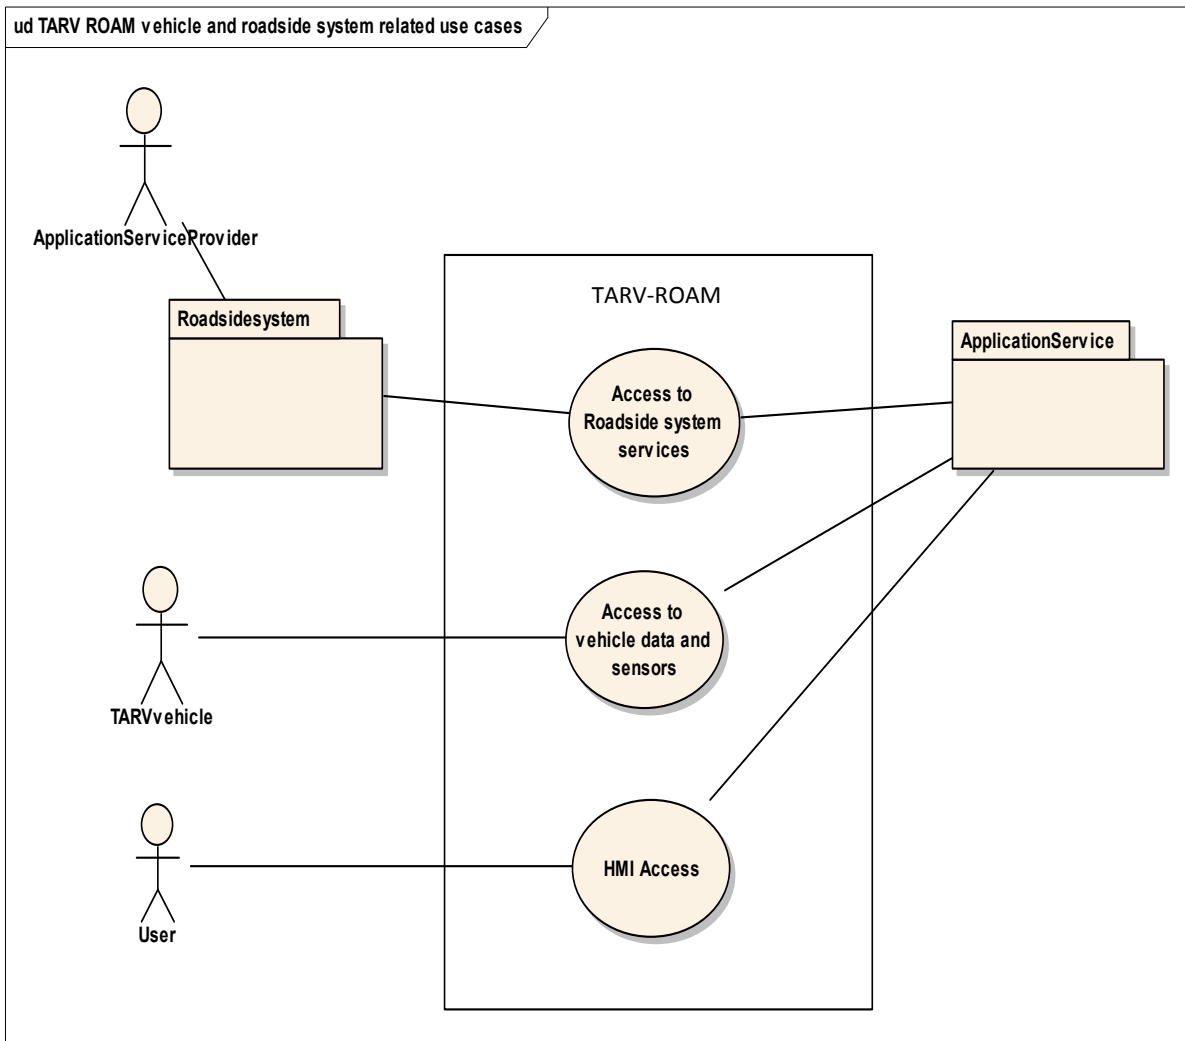 ud TARV ROAM vehicle and roadside system related use cases
ApplicationServiceProvider
TARV-ROAM
Roadsidesystem
ApplicationService
Access to
Roadside system
services
Access to
vehicle data and
sensors
TARVvehicle
HMI Access
User